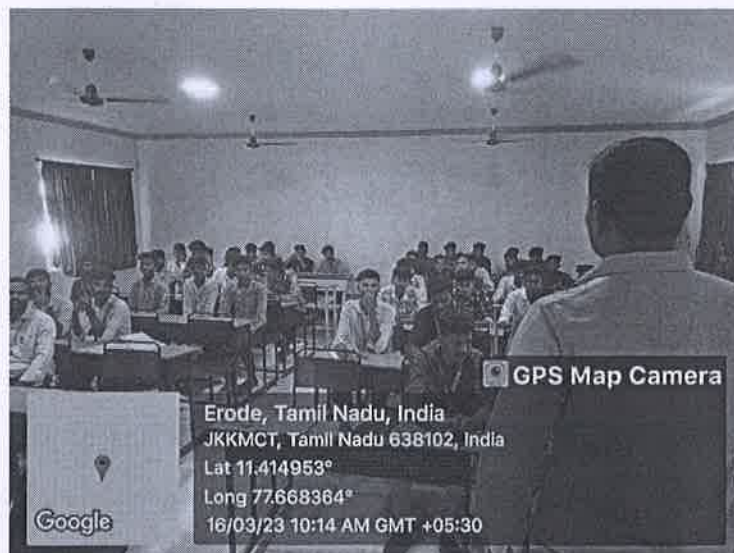 GPS Map Camera
Erode, Tamil Nadu, India
JKKMCT, Tamil Nadu 638102, India
Lat 11.414953°
Long 77.668364°
16/03/23 10:14 AM GMT +05:30
Google